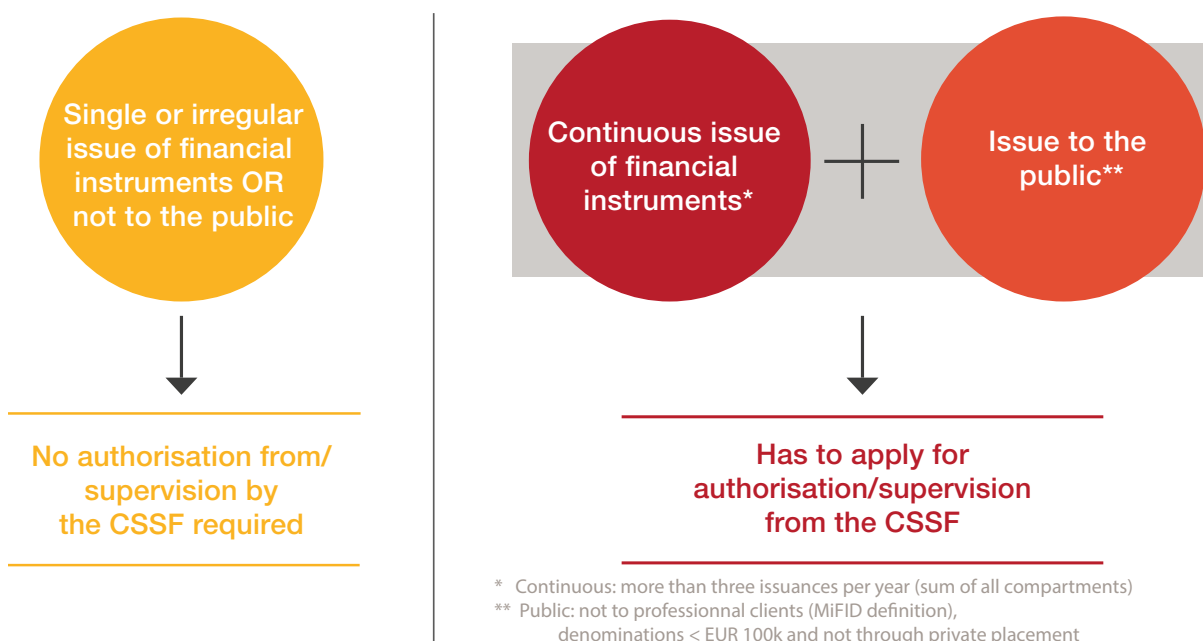 Single or irregular
issue of financial
instruments OR
not to the public
No authorisation from/
supervision by
the CSSF required
Continuous issue
of financial
instruments*
Issue to the
public**
Has to apply for
authorisation/supervision
from the CSSF
* Continuous: more than three issuances per year (sum of all compartments)
** Public: not to professionnal clients (MiFID definition),
denominations < EUR 100k and not through private placement